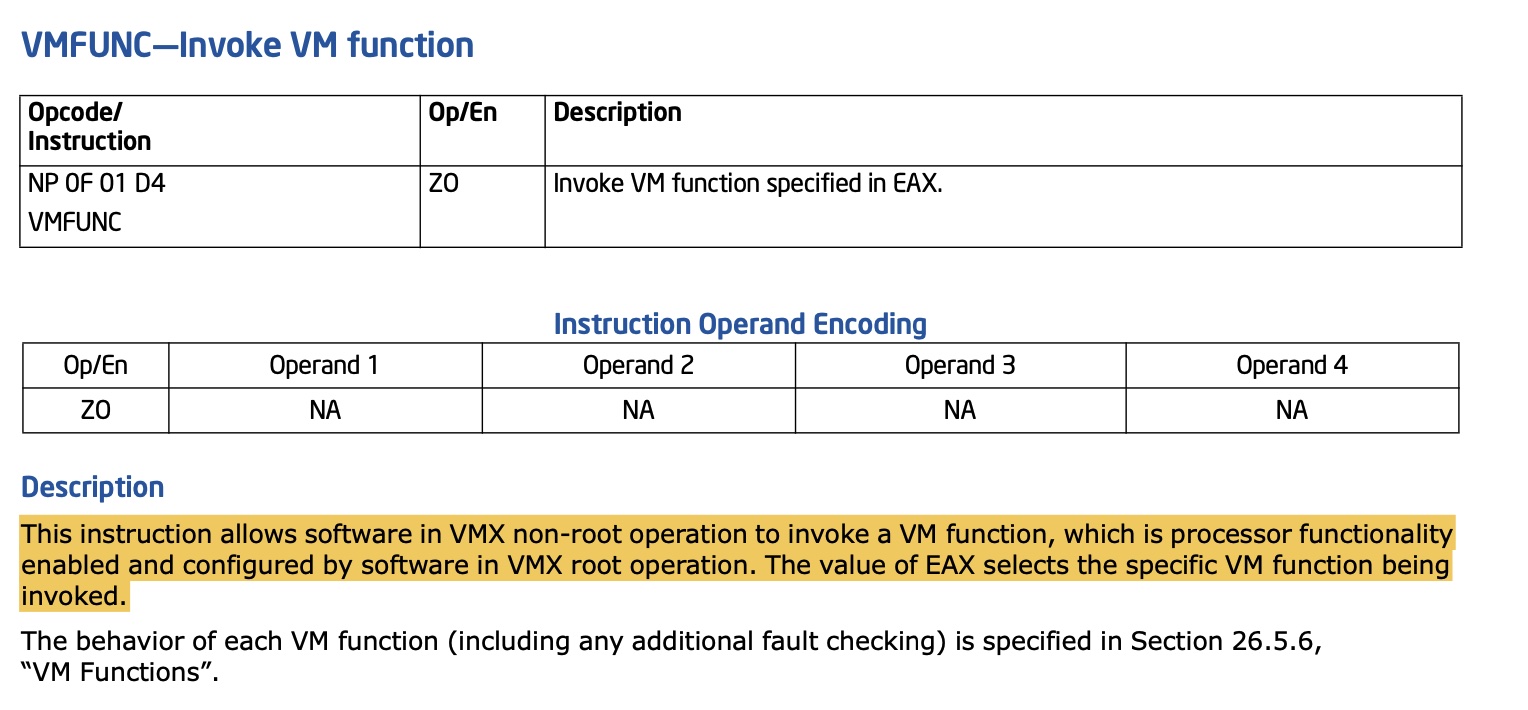 VMFUNC—Invoke VM function
Opcode/
Instruction
Op/En
Description
NP 0F 01 D4
VMFUNC
ZO
Invoke VM function specified in EAX.
Instruction Operand Encoding
Op/En
Operand 1
Operand 2
Operand 3
Operand 4
ZO
NA
NA
NA
NA
Description
This instruction allows software in VMX non-root operation to invoke a VM function, which is processor functionality
enabled and configured by software in VMX root operation. The value of EAX selects the specific VM function being
invoked.
The behavior of each VM function (including any additional fault checking) is specified in Section 26.5.6,
“VM Functions”.